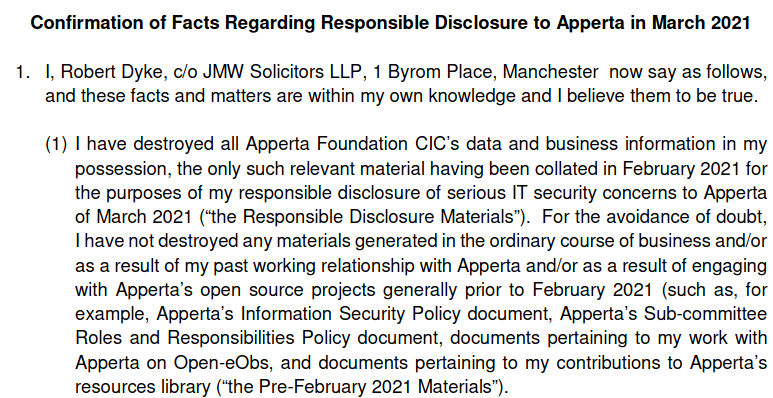 Confirmation of Facts Regarding Responsible Disclosure to Apperta in March 2021
1. I, Robert Dyke, c/o JMW Solicitors LLP, 1 Byrom Place, Manchester now say as follows,
and these facts and matters are within my own knowledge and I believe them to be true.
(1) I have destroyed all Apperta Foundation CIC's data and business information in my
possession, the only such relevant material having been collated in February 2021 for
the purposes of my responsible disclosure of serious IT security concerns to Apperta
of March 2021 (“the Responsible Disclosure Materials”). For the avoidance of doubt,
I have not destroyed any materials generated in the ordinary course of business and/or
as a result of my past working relationship with Apperta and/or as a result of engaging
with Apperta's open source projects generally prior to February 2021 (such as, for
example, Apperta's Information Security Policy document, Apperta's Sub-committee
Roles and Responsibilities Policy document, documents pertaining to my work with
Apperta on Open-eObs, and documents pertaining to my contributions to Apperta's
resources library (“the Pre-February 2021 Materials”).